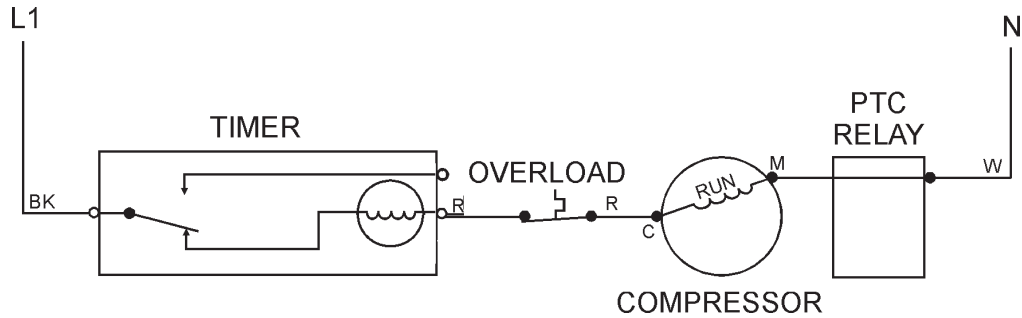 L1
N
TIMER
PTC
RELAY
OVERLOAD
M
RUN
BK
R
R
C
W
COMPRESSOR